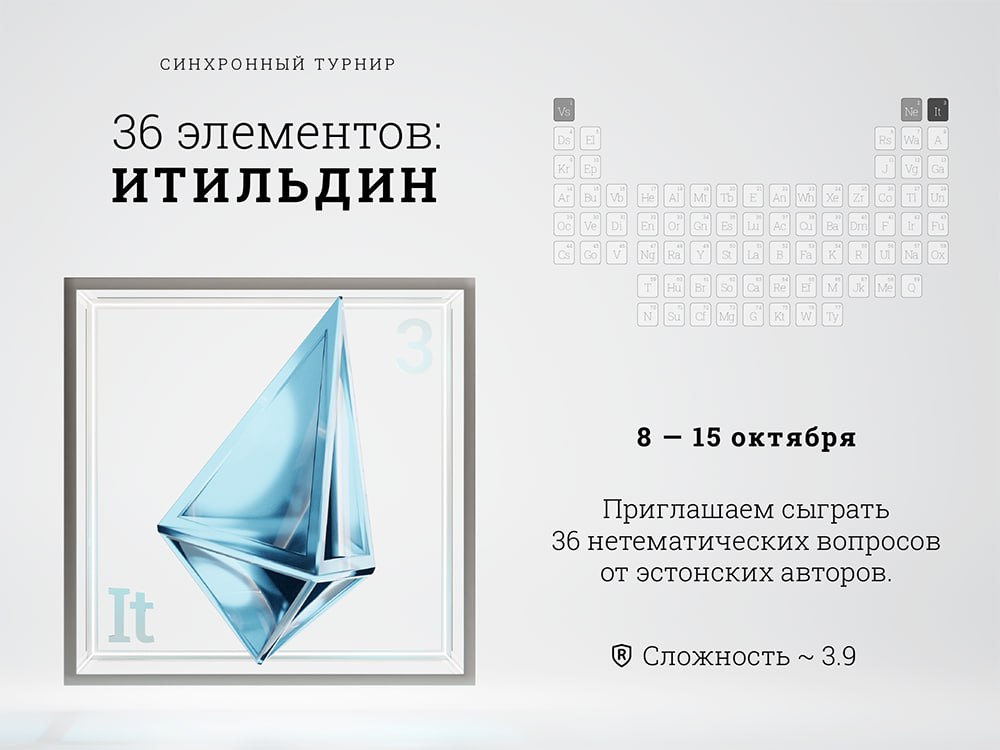 СИНХРОННЫЙ ТУРНИР
36 элементов:
итильдин
3
It
Vs Ne It
Ds El Rs Wa A
Kr Ep J Vg Ga
Ar Bu Vb He Al Mt Tb E An Wh Xe Zr Co Tl Un
Oc Ve Di En Or Gn Es Lu Ac Cu Ba Dm F Ir Fu
Cs Go V Ng Ra Y St La B Fa K R Ul Na Ox
T Hu Br So Ca Re Ef M Jk Me Q
N Su Cf Mg G Kt W Ty
8 — 15 октября
Приглашаем сыграть
36 нетематических вопросов
от эстонских авторов.
R Сложность ~ 3.9